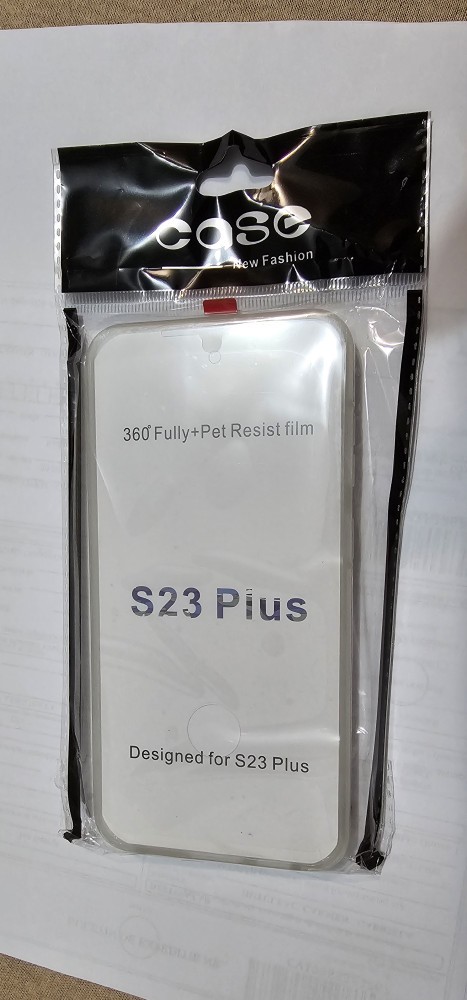 case
New Fashion
360°Fully+Pet Resist film
S23 Plus
Designed for S23 Plus